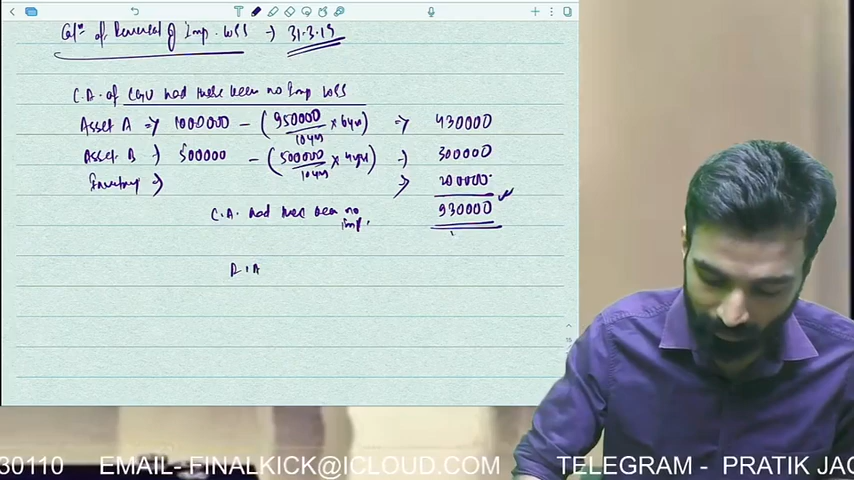 Calⁿ of Reversal of Imp. Loss → 31.3.19
C.A. of CGU had there been no Imp Loss
Asset A => 1000000 - (950000/10yrs × 6yrs) => 430000
Asset B → 500000 - (500000/10yrs × 4yrs) → 300000
Inventory => => 200000
C.A. had there been no imp. 930000 ✓
R.A
30110 EMAIL- FINALKICK@ICLOUD.COM TELEGRAM - PRATIK JAG